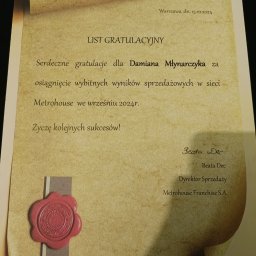 Warszawa, dn.
LIST GRATULACYJNY
Serdeczne gratulacje dla Damiana Młynarczyka za
osiągnięcie wybitnych wyników sprzedażowych w sieci
Metrohouse we wrześniu 2024r.
Życzę kolejnych sukcesów!
Beata Dec
Dyrektor Sprzedaży
Metrohouse Franchise S.A.